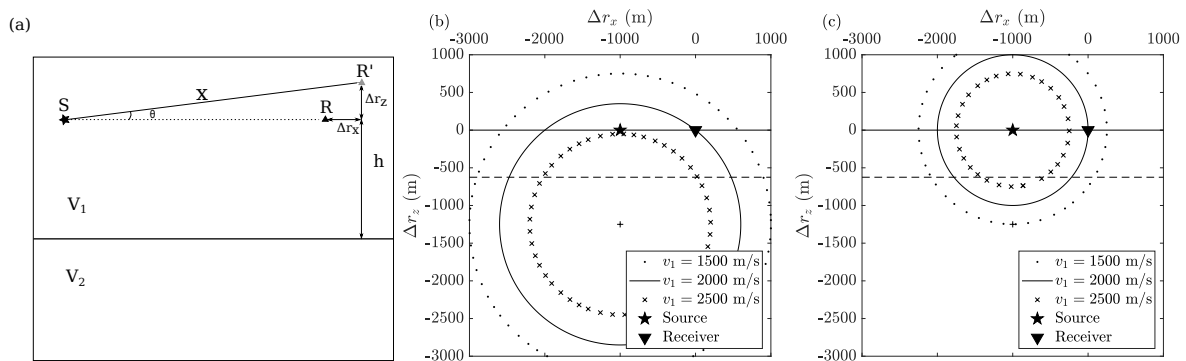 (a)
S
X
θ
R'
Δr_z
R
Δr_x
h
V_1
V_2
(b)
Δr_x (m)
-3000 -2000 -1000 0 1000
1000
500
0
-500
-1000
-1500
-2000
-2500
-3000
Δr_z (m)
v_1 = 1500 m/s
v_1 = 2000 m/s
v_1 = 2500 m/s
Source
Receiver
(c)
Δr_x (m)
-3000 -2000 -1000 0 1000
1000
500
0
-500
-1000
-1500
-2000
-2500
-3000
Δr_z (m)
v_1 = 1500 m/s
v_1 = 2000 m/s
v_1 = 2500 m/s
Source
Receiver